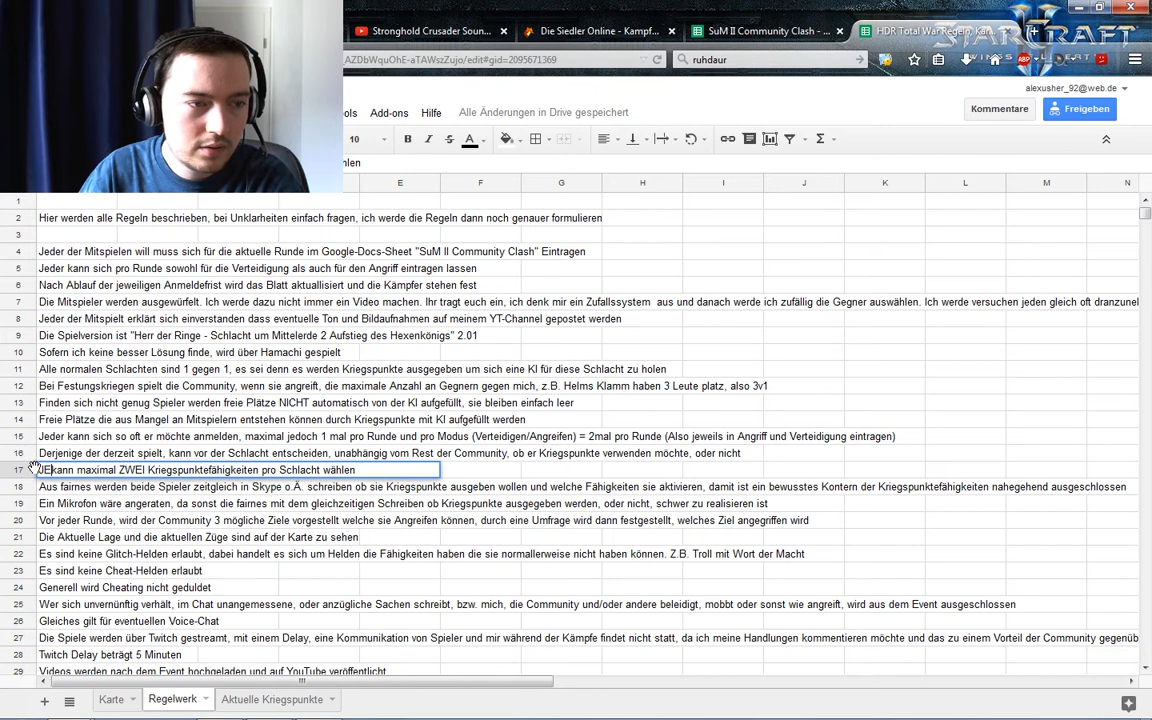 Stronghold Crusader Soun... × Die Siedler Online - Kampf... × SuM II Community Clash - ... × HDR Total War Regeln, Kar...
STARCRAFT
WINGS LIBERTY
_AZDbWquOhE-aTAWszZujo/edit#gid=2095671369 ruhdaur ABP
alexusher_92@web.de
ols Add-ons Hilfe Alle Änderungen in Drive gespeichert Kommentare Freigeben
10 B I S A Σ
hlen
E F G H I J K L M N
1
2 Hier werden alle Regeln beschrieben, bei Unklarheiten einfach fragen, ich werde die Regeln dann noch genauer formulieren
3
4 Jeder der Mitspielen will muss sich für die aktuelle Runde im Google-Docs-Sheet "SuM II Community Clash" Eintragen
5 Jeder kann sich pro Runde sowohl für die Verteidigung als auch für den Angriff eintragen lassen
6 Nach Ablauf der jeweiligen Anmeldefrist wird das Blatt aktuallisiert und die Kämpfer stehen fest
7 Die Mitspieler werden ausgewürfelt. Ich werde dazu nicht immer ein Video machen. Ihr tragt euch ein, ich denk mir ein Zufallssystem aus und danach werde ich zufällig die Gegner auswählen. Ich werde versuchen jeden gleich oft dranzunel
8 Jeder der Mitspielt erklärt sich einverstanden dass eventuelle Ton und Bildaufnahmen auf meinem YT-Channel gepostet werden
9 Die Spielversion ist "Herr der Ringe - Schlacht um Mittelerde 2 Aufstieg des Hexenkönigs" 2.01
10 Sofern ich keine besser Lösung finde, wird über Hamachi gespielt
11 Alle normalen Schlachten sind 1 gegen 1, es sei denn es werden Kriegspunkte ausgegeben um sich eine KI für diese Schlacht zu holen
12 Bei Festungskriegen spielt die Community, wenn sie angreift, die maximale Anzahl an Gegnern gegen mich, z.B. Helms Klamm haben 3 Leute platz, also 3v1
13 Finden sich nicht genug Spieler werden freie Plätze NICHT automatisch von der KI aufgefüllt, sie bleiben einfach leer
14 Freie Plätze die aus Mangel an Mitspielern entstehen können durch Kriegspunkte mit KI aufgefüllt werden
15 Jeder kann sich so oft er möchte anmelden, maximal jedoch 1 mal pro Runde und pro Modus (Verteidigen/Angreifen) = 2mal pro Runde (Also jeweils in Angriff und Verteidigung eintragen)
16 Derjenige der derzeit spielt, kann vor der Schlacht entscheiden, unabhängig vom Rest der Community, ob er Kriegspunkte verwenden möchte, oder nicht
17 JEkann maximal ZWEI Kriegspunktefähigkeiten pro Schlacht wählen
18 Aus fairnes werden beide Spieler zeitgleich in Skype o.Ä. schreiben ob sie Kriegspunkte ausgeben wollen und welche Fähigkeiten sie aktivieren, damit ist ein bewusstes Kontern der Kriegspunktefähigkeiten nahegehend ausgeschlossen
19 Ein Mikrofon wäre angeraten, da sonst die fairnes mit dem gleichzeitigen Schreiben ob Kriegspunkte ausgegeben werden, oder nicht, schwer zu realisieren ist
20 Vor jeder Runde, wird der Community 3 mögliche Ziele vorgestellt welche sie Angreifen können, durch eine Umfrage wird dann festgestellt, welches Ziel angegriffen wird
21 Die Aktuelle Lage und die aktuellen Züge sind auf der Karte zu sehen
22 Es sind keine Glitch-Helden erlaubt, dabei handelt es sich um Helden die Fähigkeiten haben die sie normallerweise nicht haben können. Z.B. Troll mit Wort der Macht
23 Es sind keine Cheat-Helden erlaubt
24 Generell wird Cheating nicht geduldet
25 Wer sich unvernünftig verhält, im Chat unangemessene, oder anzügliche Sachen schreibt, bzw. mich, die Community und/oder andere beleidigt, mobbt oder sonst wie angreift, wird aus dem Event ausgeschlossen
26 Gleiches gilt für eventuellen Voice-Chat
27 Die Spiele werden über Twitch gestreamt, mit einem Delay, eine Kommunikation von Spieler und mir während der Kämpfe findet nicht statt, da ich meine Handlungen kommentieren möchte und das zu einem Vorteil der Community gegenüb
28 Twitch Delay beträgt 5 Minuten
29 Videos werden nach dem Event hochgeladen und auf YouTube veröffentlicht
+ Karte Regelwerk Aktuelle Kriegspunkte